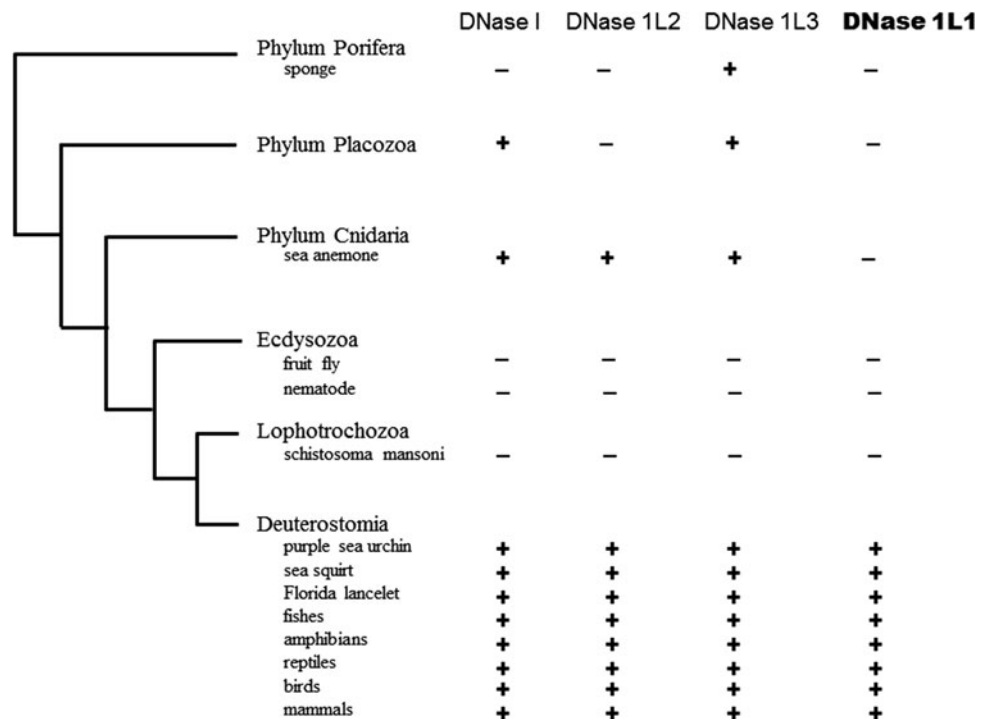 DNase I DNase 1L2 DNase 1L3 DNase 1L1
Phylum Porifera
sponge – – + –
Phylum Placozoa + – + –
Phylum Cnidaria
sea anemone + + + –
Ecdysozoa
fruit fly – – – –
nematode – – – –
Lophotrochozoa
schistosoma mansoni – – – –
Deuterostomia
purple sea urchin + + + +
sea squirt + + + +
Florida lancelet + + + +
fishes + + + +
amphibians + + + +
reptiles + + + +
birds + + + +
mammals + + + +